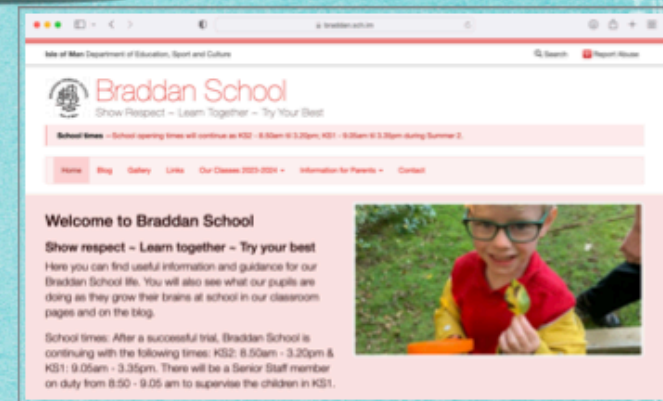 braddan.sch.im
Isle of Man Department of Education, Sport and Culture
Search
Report Abuse
Braddan School
Show Respect ~ Learn Together ~ Try Your Best
School times - School opening times will continue as KS2 - 8.50am til 3.20pm; KS1 - 9.05am til 3.35pm during Summer 2.
Home Blog Gallery Links Our Classes 2023-2024 Information for Parents Contact
Welcome to Braddan School
Show respect ~ Learn together ~ Try your best
Here you can find useful information and guidance for our
Braddan School life. You will also see what our pupils are
doing as they grow their brains at school in our classroom
pages and on the blog.
School times: After a successful trial, Braddan School is
continuing with the following times: KS2: 8.50am - 3.20pm &
KS1: 9.05am - 3.35pm. There will be a Senior Staff member
on duty from 8:50 - 9.05 am to supervise the children in KS1.